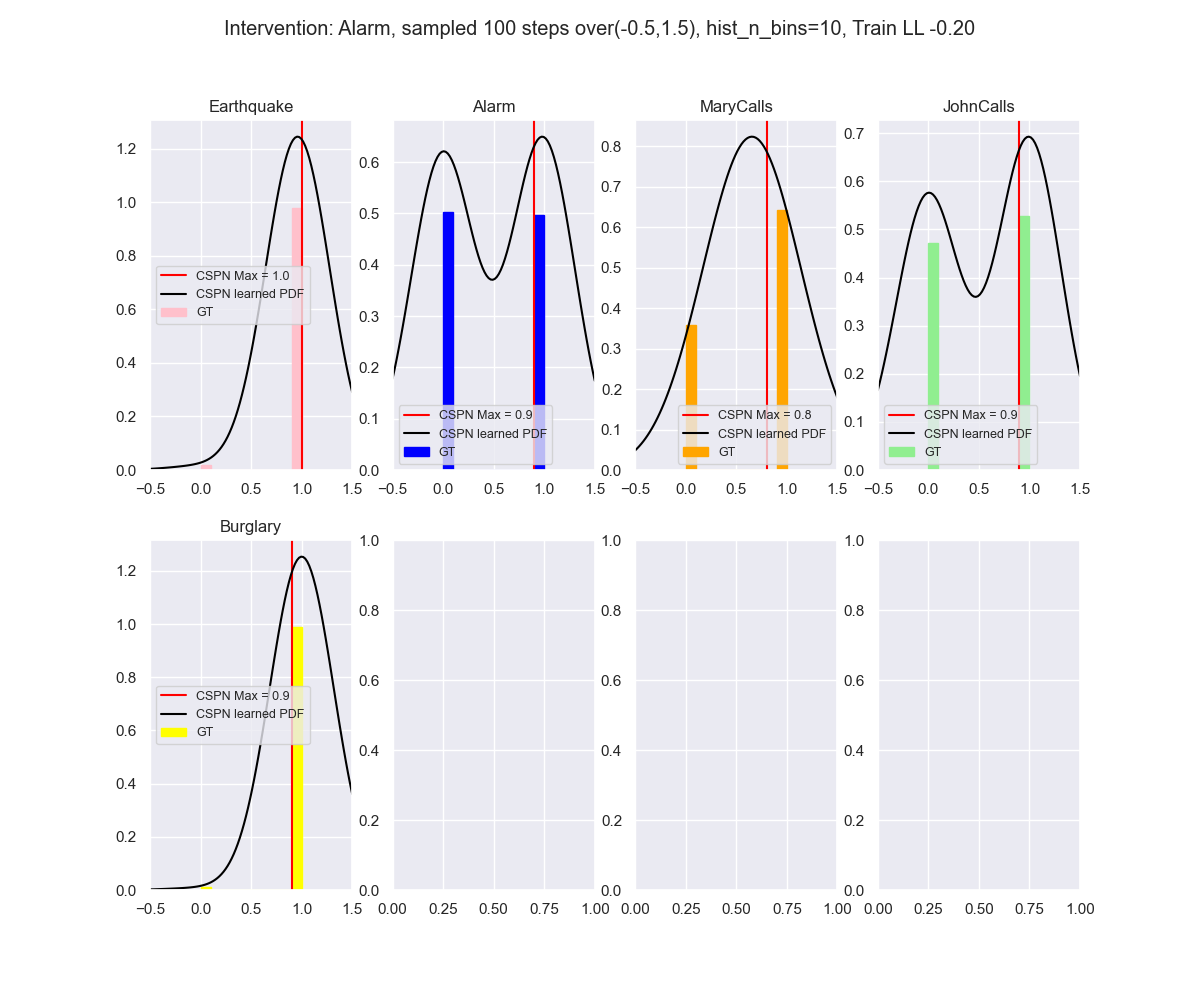 Intervention: Alarm, sampled 100 steps over(-0.5,1.5), hist_n_bins=10, Train LL -0.20
Earthquake
1.2
1.0
0.8
0.6
0.4
0.2
0.0
CSPN Max = 1.0
CSPN learned PDF
GT
−0.5 0.0 0.5 1.0 1.5
Alarm
0.6
0.5
0.4
0.3
0.2
0.1
0.0
CSPN Max = 0.9
CSPN learned PDF
GT
−0.5 0.0 0.5 1.0 1.5
MaryCalls
0.8
0.7
0.6
0.5
0.4
0.3
0.2
0.1
0.0
CSPN Max = 0.8
CSPN learned PDF
GT
−0.5 0.0 0.5 1.0 1.5
JohnCalls
0.7
0.6
0.5
0.4
0.3
0.2
0.1
0.0
CSPN Max = 0.9
CSPN learned PDF
GT
−0.5 0.0 0.5 1.0 1.5
Burglary
1.2
1.0
0.8
0.6
0.4
0.2
0.0
CSPN Max = 0.9
CSPN learned PDF
GT
−0.5 0.0 0.5 1.0 1.5
1.0
0.8
0.6
0.4
0.2
0.0
0.00 0.25 0.50 0.75 1.00
1.0
0.8
0.6
0.4
0.2
0.0
0.00 0.25 0.50 0.75 1.00
1.0
0.8
0.6
0.4
0.2
0.0
0.00 0.25 0.50 0.75 1.00